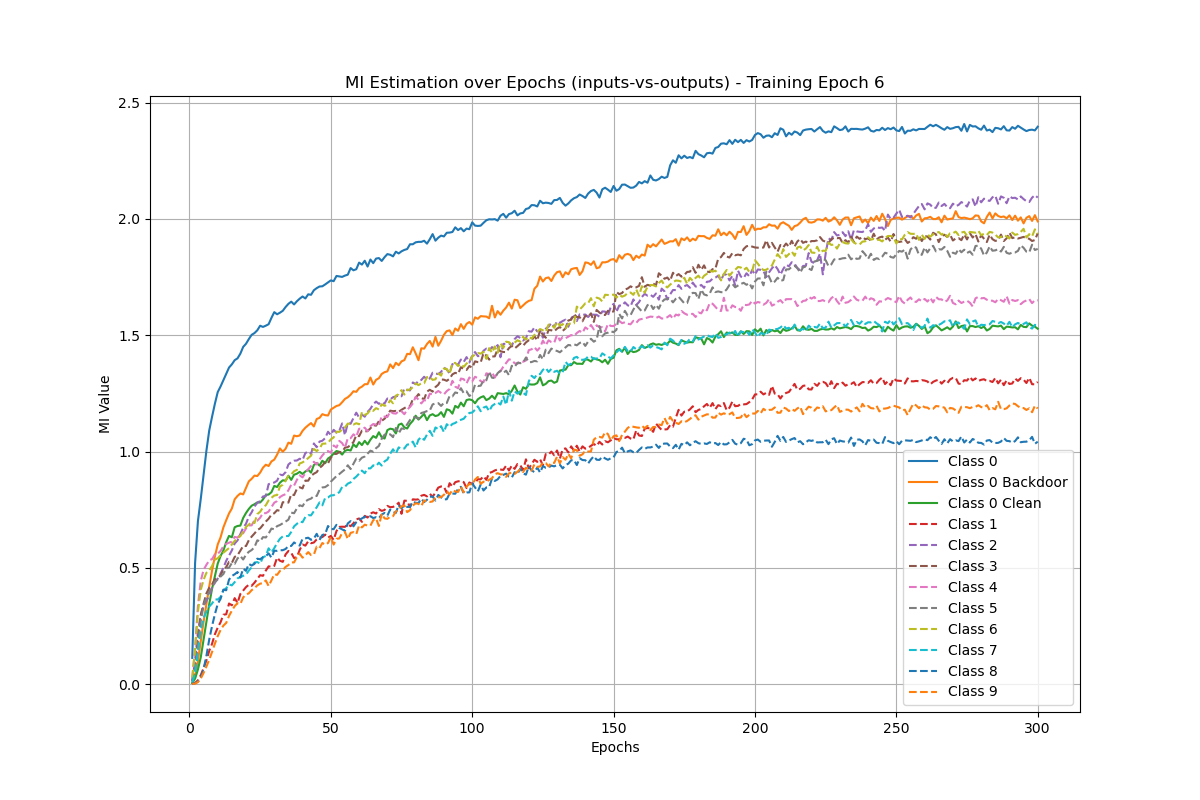 MI Estimation over Epochs (inputs-vs-outputs) - Training Epoch 6
2.5
2.0
1.5
1.0
0.5
0.0
MI Value
0 50 100 150 200 250 300
Epochs
Class 0
Class 0 Backdoor
Class 0 Clean
Class 1
Class 2
Class 3
Class 4
Class 5
Class 6
Class 7
Class 8
Class 9